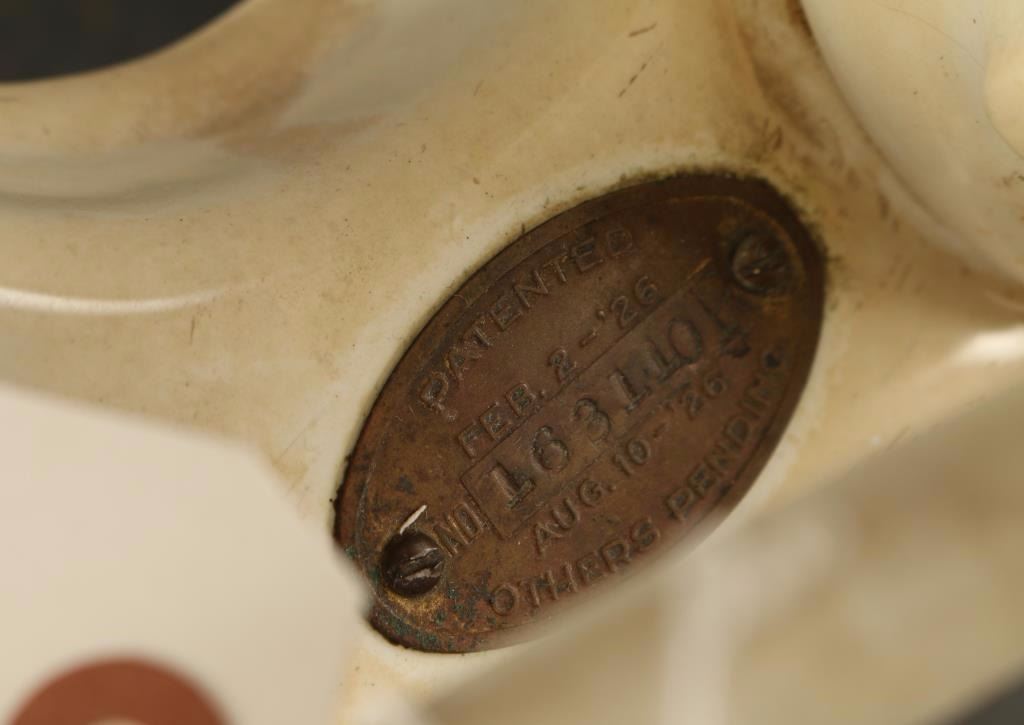 PATENTED
FEB. 2 - '26
NO. 1631101
AUG. 10 - '26
OTHERS PENDING